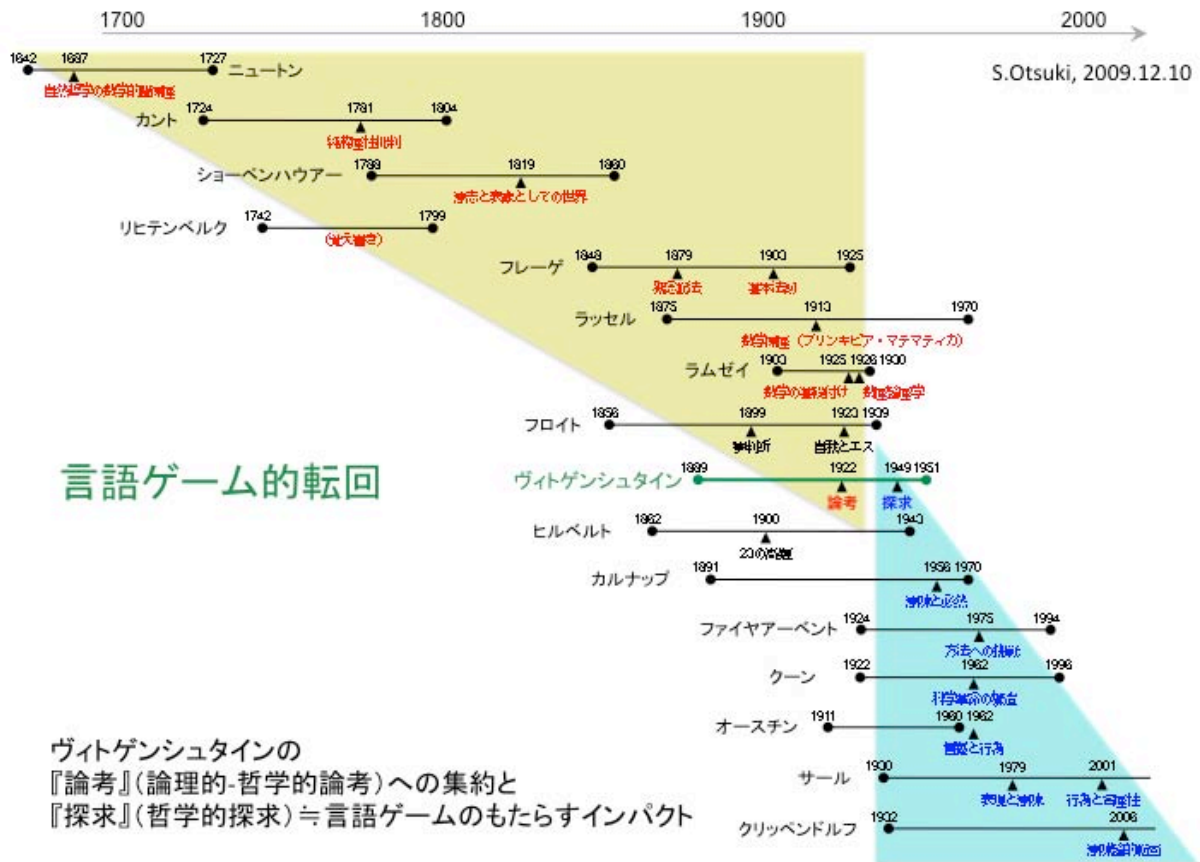 1700 1800 1900 2000
S.Otsuki, 2009.12.10
1642 1687 1727
ニュートン
1724 1781 1804
カント
1788 1819 1860
ショーペンハウアー
意志と表象としての世界
1742 1799
リヒテンベルク
1848 1879 1903 1925
フレーゲ
1875 1913 1970
ラッセル
(プリンキピア・マテマティカ)
1903 1925 1926 1930
ラムゼイ
1856 1899 1923 1939
フロイト
自我とエス
言語ゲーム的転回
1889 1922 1949 1951
ヴィトゲンシュタイン
論考 探求
1862 1900 1943
ヒルベルト
1891 1956 1970
カルナップ
意味と必然
1924 1975 1994
ファイヤアーベント
方法への挑戦
1922 1962 1996
クーン
科学革命の構造
1911 1960 1962
オースチン
言語と行為
1930 1979 2001
サール
表現と意味 行為と合理性
1932 2006
クリッペンドルフ
ヴィトゲンシュタインの
『論考』(論理的-哲学的論考)への集約と
『探求』(哲学的探求)≒言語ゲームのもたらすインパクト